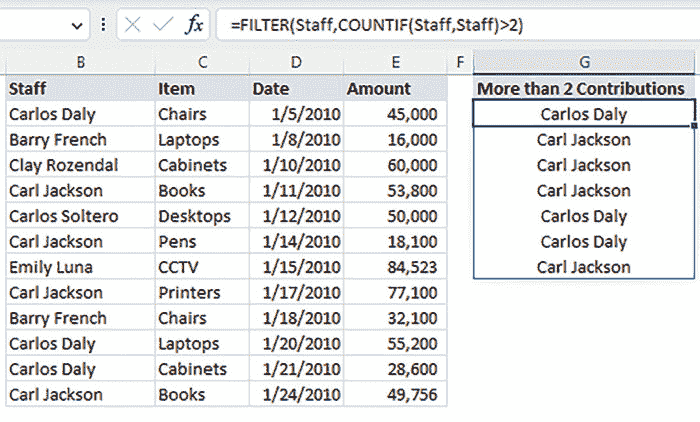 fx =FILTER(Staff,COUNTIF(Staff,Staff)>2)
B C D E F G
Staff Item Date Amount More than 2 Contributions
Carlos Daly Chairs 1/5/2010 45,000 Carlos Daly
Barry French Laptops 1/8/2010 16,000 Carl Jackson
Clay Rozendal Cabinets 1/10/2010 60,000 Carl Jackson
Carl Jackson Books 1/11/2010 53,800 Carl Jackson
Carlos Soltero Desktops 1/12/2010 50,000 Carlos Daly
Carl Jackson Pens 1/14/2010 18,100 Carlos Daly
Emily Luna CCTV 1/15/2010 84,523 Carl Jackson
Carl Jackson Printers 1/17/2010 77,100
Barry French Chairs 1/18/2010 32,100
Carlos Daly Laptops 1/20/2010 55,200
Carlos Daly Cabinets 1/21/2010 28,600
Carl Jackson Books 1/24/2010 49,756